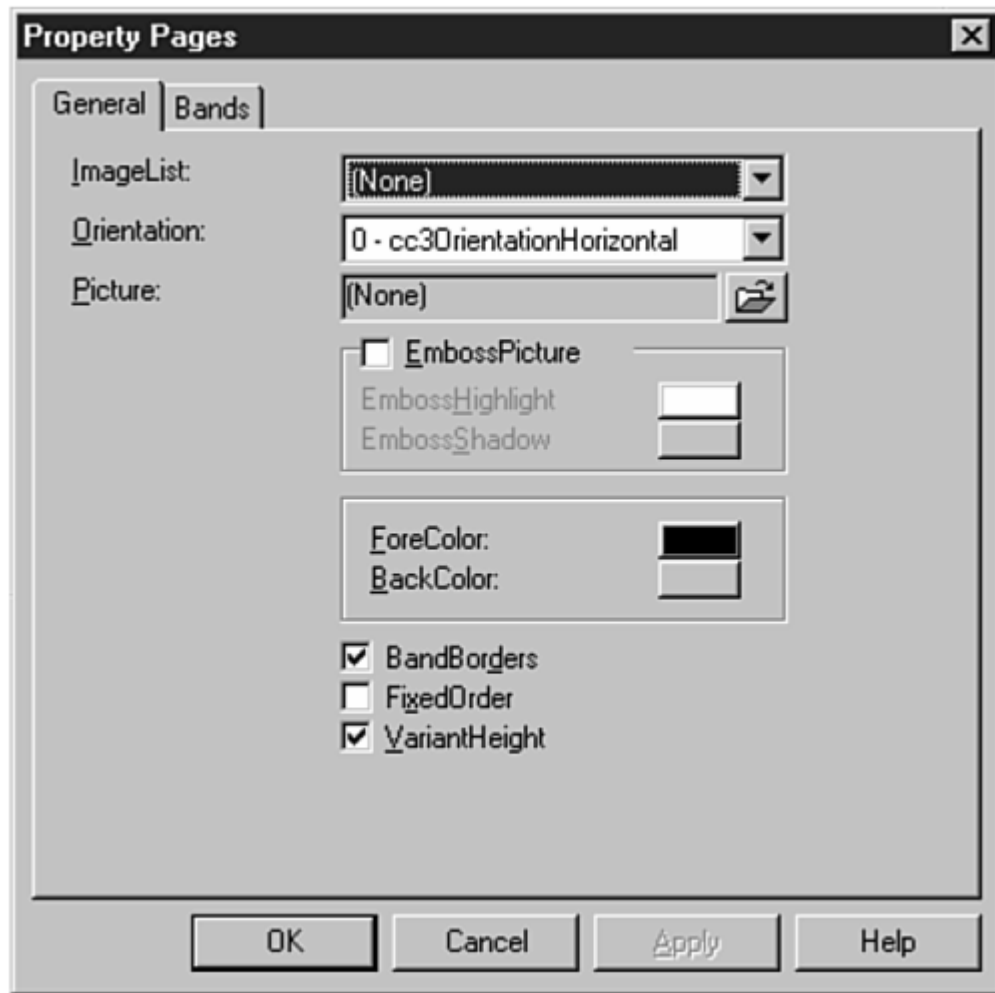 Property Pages
General Bands
ImageList: (None)
Orientation: 0 - cc3OrientationHorizontal
Picture: (None)
EmbossPicture
EmbossHighlight
EmbossShadow
ForeColor:
BackColor:
BandBorders
FixedOrder
VariantHeight
OK Cancel Apply Help